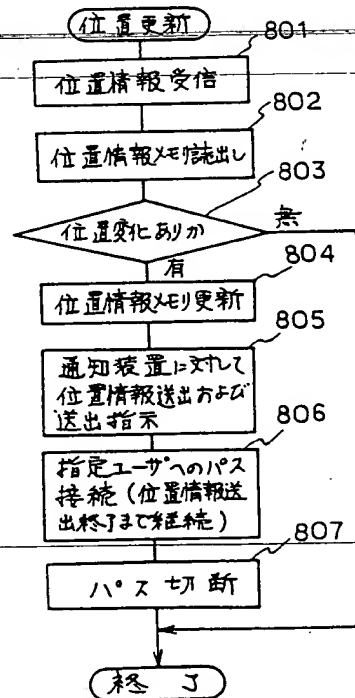 位置更新
801
位置情報受信
802
位置情報メモリ読出し
803
位置変化ありか
無
有
804
位置情報メモリ更新
805
通知装置に対して
位置情報送出および
送出指示
806
指定ユーザへのパス
接続(位置情報送
出終了まで継続)
807
パス切断
終了